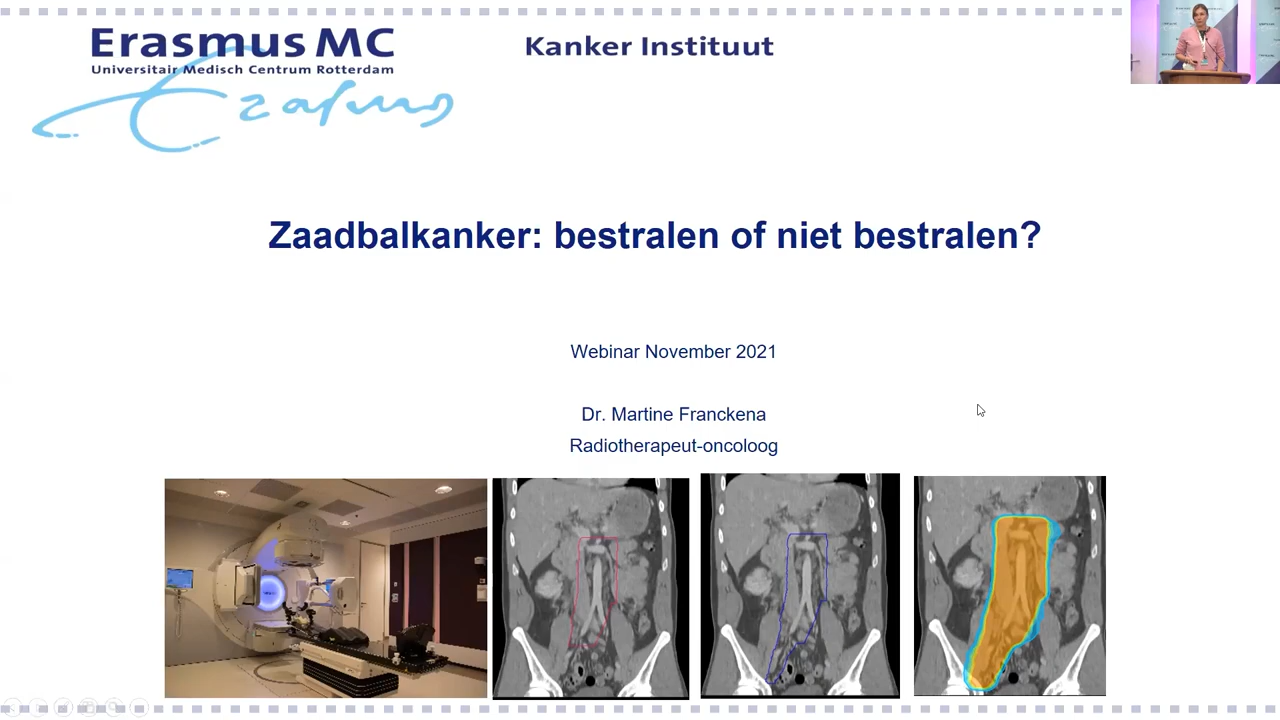 Erasmus MC
Universitair Medisch Centrum Rotterdam
Erasmus
Kanker Instituut
Zaadbalkanker: bestralen of niet bestralen?
Webinar November 2021
Dr. Martine Franckena
Radiotherapeut-oncoloog